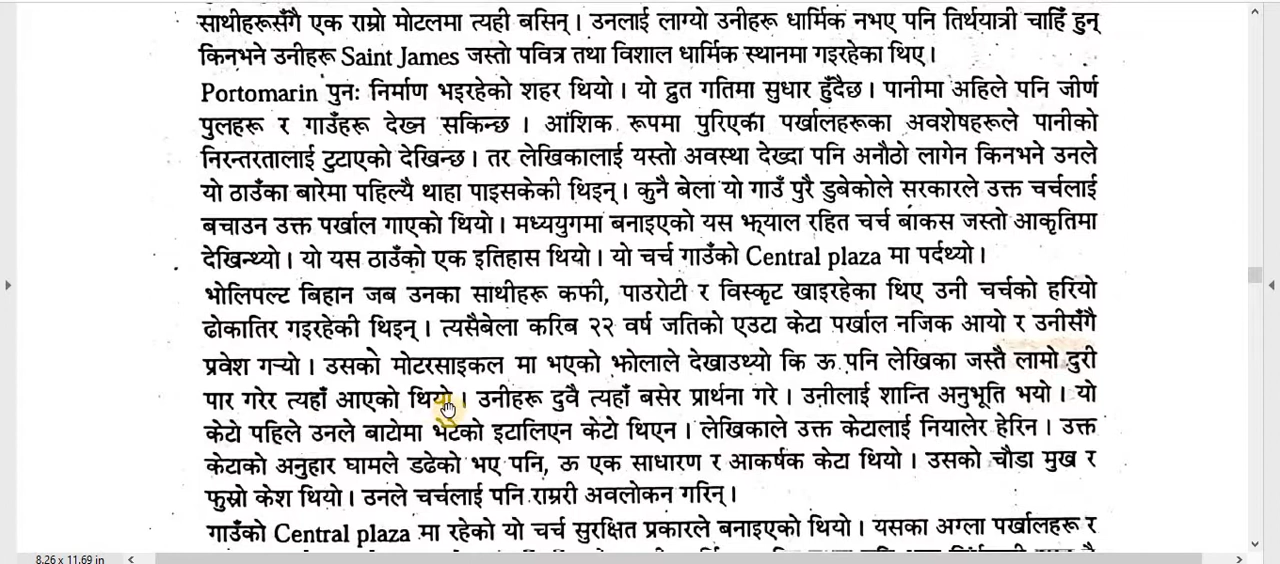 साथीहरूसँगै एक राम्रो मोटलमा त्यही बसिन् । उनलाई लाग्यो उनीहरू धार्मिक नभए पनि तिर्थयात्री चाहिँ हुन्
किनभने उनीहरू Saint James जस्तो पवित्र तथा विशाल धार्मिक स्थानमा गइरहेका थिए ।
Portomarin पुनः निर्माण भइरहेको शहर थियो । यो द्रुत गतिमा सुधार हुँदैछ । पानीमा अहिले पनि जीर्ण
पुलहरू र गाउँहरू देख्न सकिन्छ । आंशिक रूपमा पुरिएका पर्खालहरूका अवशेषहरूले पानीको
निरन्तरतालाई टुटाएको देखिन्छ । तर लेखिकालाई यस्तो अवस्था देख्दा पनि अनौठो लागेन किनभने उनले
यो ठाउँका बारेमा पहिल्यै थाहा पाइसकेकी थिइन् । कुनै बेला यो गाउँ पुरै डुबेकोले सरकारले उक्त चर्चलाई
बचाउन उक्त पर्खाल गाएको थियो । मध्ययुगमा बनाइएको यस झ्याल रहित चर्च बाकस जस्तो आकृतिमा
देखिन्थ्यो । यो यस ठाउँको एक इतिहास थियो । यो चर्च गाउँको Central plaza मा पर्दथ्यो ।
भोलिपल्ट बिहान जब उनका साथीहरू कफी, पाउरोटी र विस्कुट खाइरहेका थिए उनी चर्चको हरियो
ढोकातिर गइरहेकी थिइन् । त्यसैबेला करिब २२ वर्ष जतिको एउटा केटा पर्खाल नजिक आयो र उनीसँगै
प्रवेश गर्‍यो । उसको मोटरसाइकल मा भएको झोलाले देखाउथ्यो कि ऊ पनि लेखिका जस्तै लामो दुरी
पार गरेर त्यहाँ आएको थियो । उनीहरू दुवै त्यहाँ बसेर प्रार्थना गरे । उनीलाई शान्ति अनुभूति भयो । यो
केटो पहिले उनले बाटोमा भेटेको इटालिएन केटो थिएन । लेखिकाले उक्त केटालाई नियालेर हेरिन । उक्त
केटाको अनुहार घामले डढेको भए पनि, ऊ एक साधारण र आकर्षक केटा थियो । उसको चौडा मुख र
फुस्रो केश थियो । उनले चर्चलाई पनि राम्ररी अवलोकन गरिन् ।
गाउँको Central plaza मा रहेको यो चर्च सुरक्षित प्रकारले बनाइएको थियो । यसका अग्ला पर्खालहरू र
8.26 x 11.69 in